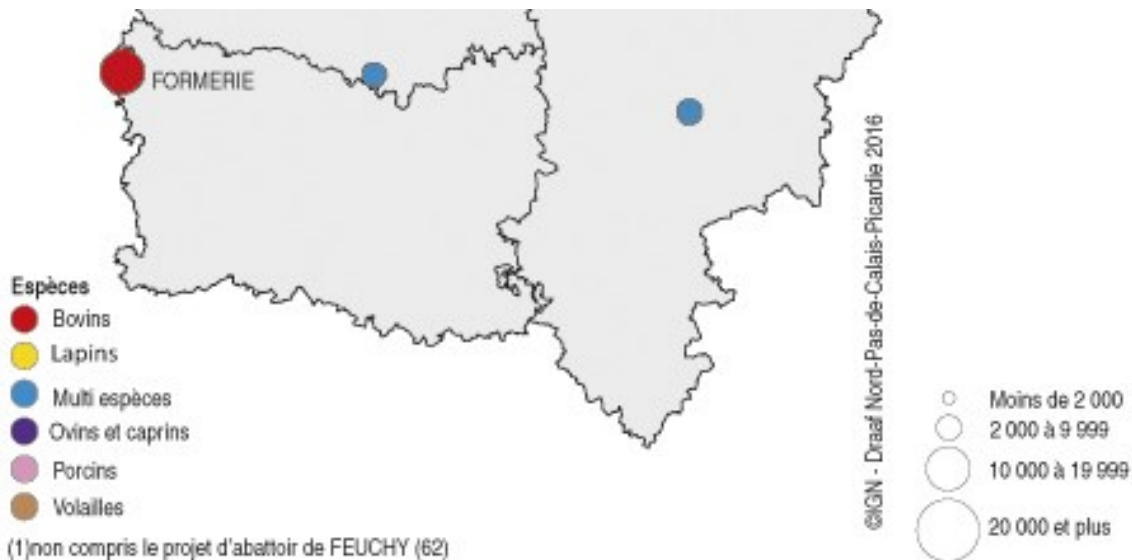 FORMERIE
©IGN - Draaf Nord-Pas-de-Calais-Picardie 2016
Espèces
Bovins
Lapins
Multi espèces
Ovins et caprins
Porcins
Volailles
Moins de 2 000
2 000 à 9 999
10 000 à 19 999
20 000 et plus
(1)non compris le projet d'abattoir de FEUCHY (62)